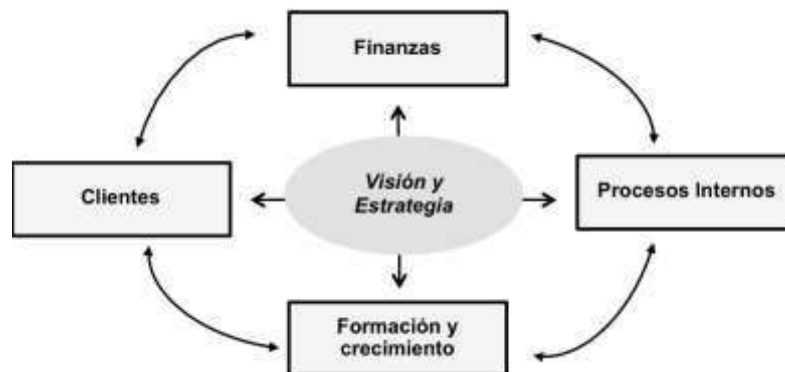 Finanzas
Clientes
Visión y
Estrategia
Procesos Internos
Formación y
crecimiento